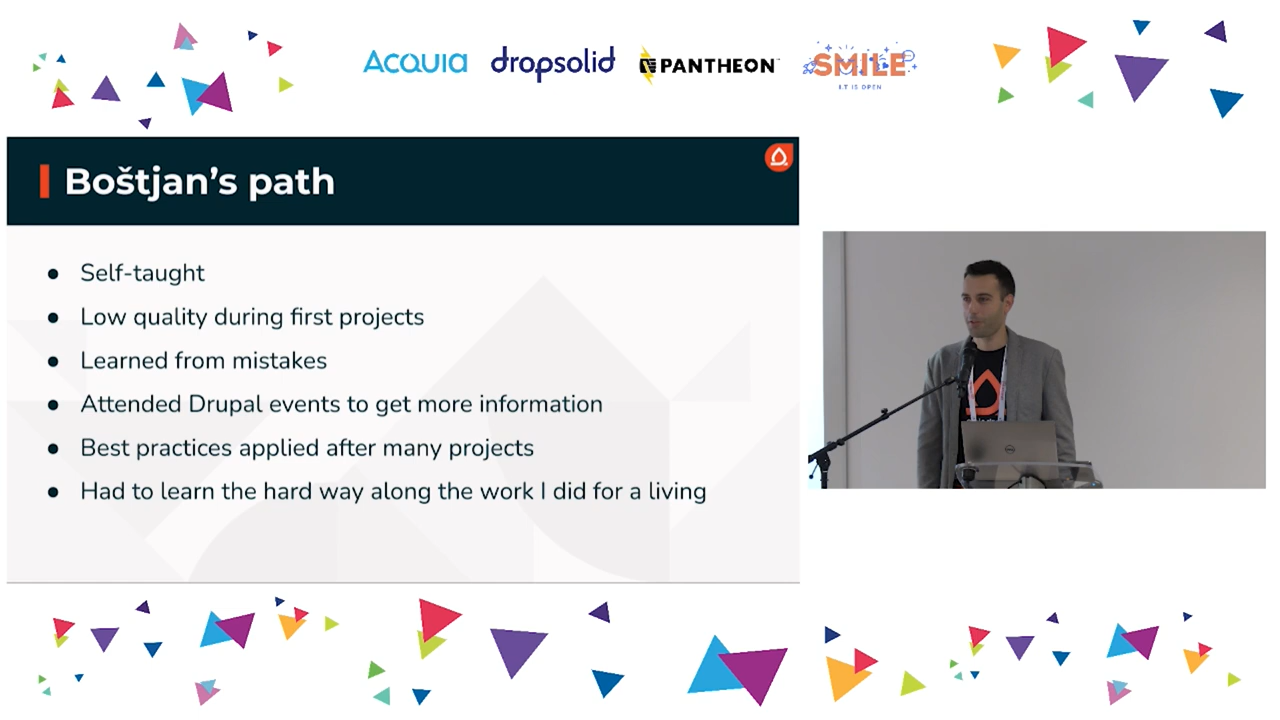 Acquia
dropsolid
PANTHEON
SMILE
I.T IS OPEN
Boštjan's path
Self-taught
Low quality during first projects
Learned from mistakes
Attended Drupal events to get more information
Best practices applied after many projects
Had to learn the hard way along the work I did for a living
DELL